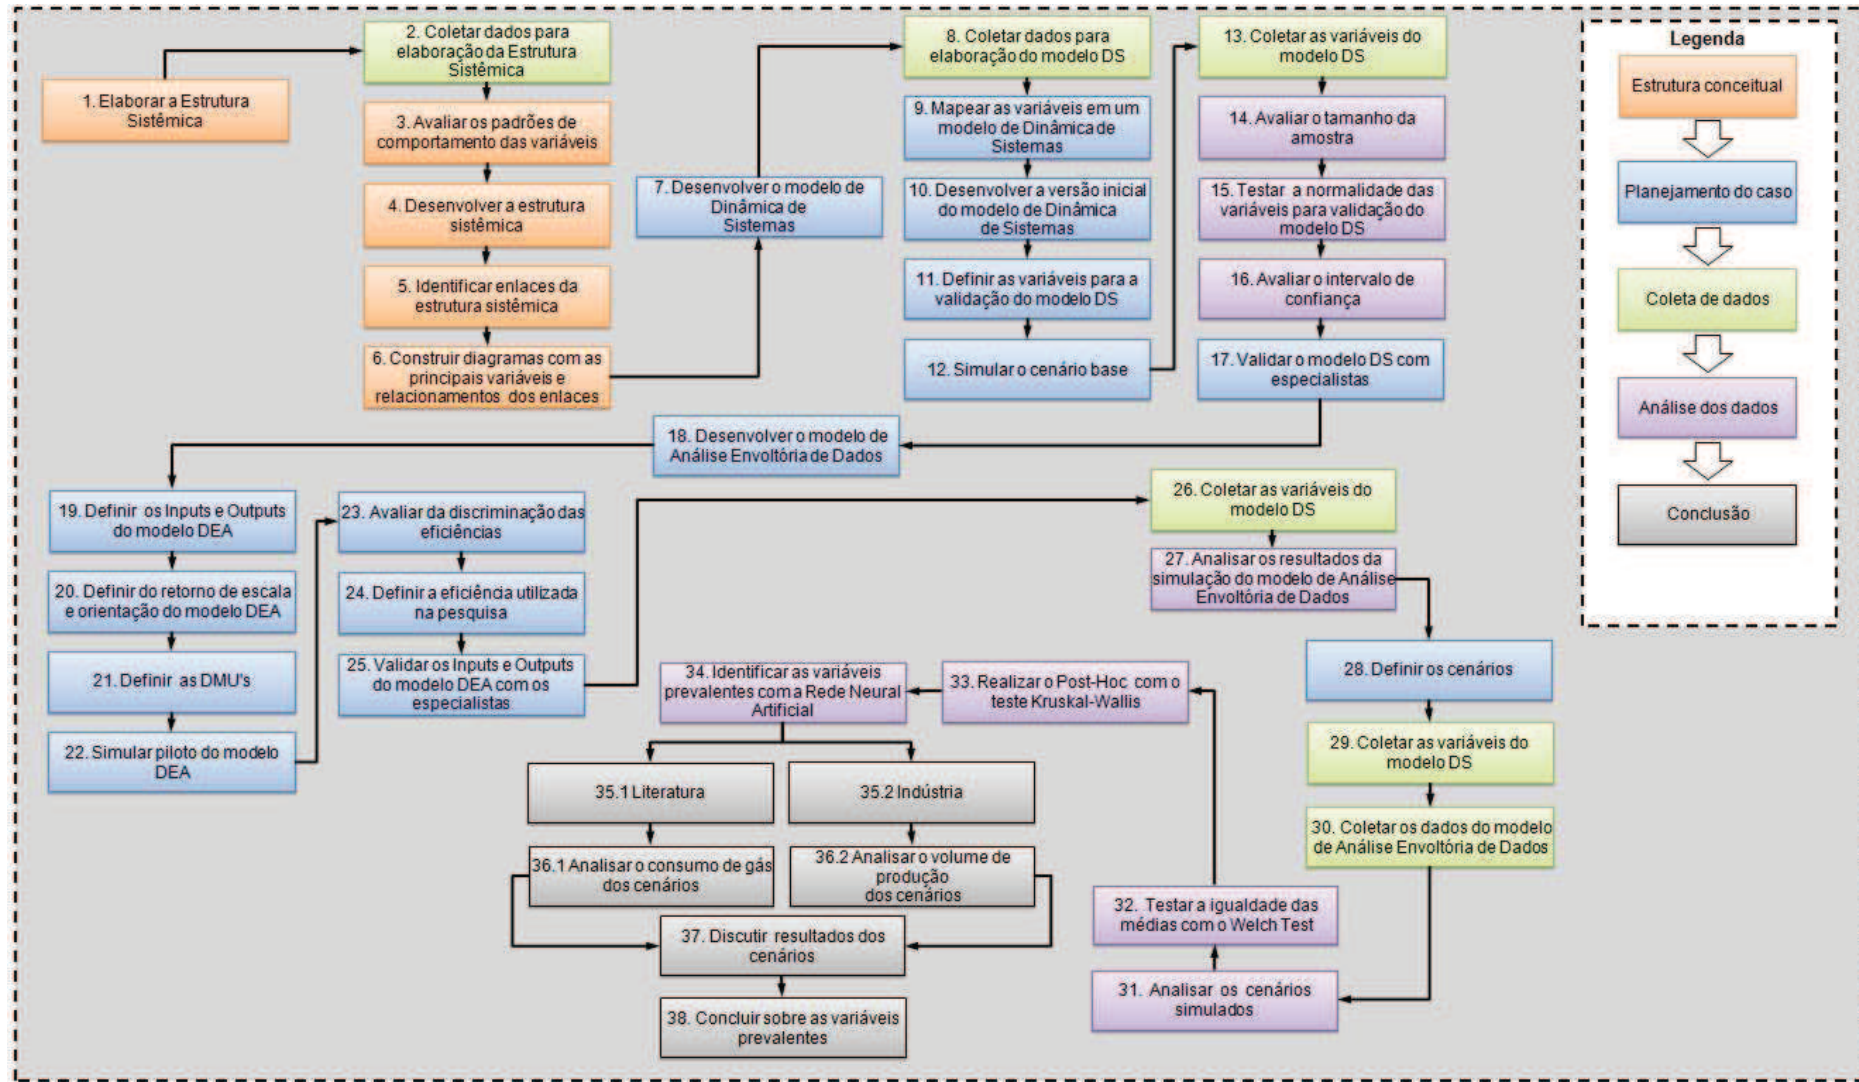 1. Elaborar a Estrutura
Sistêmica
2. Coletar dados para
elaboração da Estrutura
Sistêmica
3. Avaliar os padrões de
comportamento das variáveis
4. Desenvolver a estrutura
sistêmica
5. Identificar enlaces da
estrutura sistêmica
6. Construir diagramas com as
principais variáveis e
relacionamentos dos enlaces
7. Desenvolver o modelo de
Dinâmica de
Sistemas
8. Coletar dados para
elaboração do modelo DS
9. Mapear as variáveis em um
modelo de Dinâmica de
Sistemas
10. Desenvolver a versão inicial
do modelo de Dinâmica
de Sistemas
11. Definir as variáveis para a
validação do modelo DS
12. Simular o cenário base
13. Coletar as variáveis do
modelo DS
14. Avaliar o tamanho da
amostra
15. Testar a normalidade das
variáveis para validação do
modelo DS
16. Avaliar o intervalo de
confiança
17. Validar o modelo DS com
especialistas
18. Desenvolver o modelo de
Análise Envoltória de Dados
19. Definir os Inputs e Outputs
do modelo DEA
20. Definir do retorno de escala
e orientação do modelo DEA
21. Definir as DMU's
22. Simular piloto do modelo
DEA
23. Avaliar da discriminação das
eficiências
24. Definir a eficiência utilizada
na pesquisa
25. Validar os Inputs e Outputs
do modelo DEA com os
especialistas
26. Coletar as variáveis do
modelo DS
27. Analisar os resultados da
simulação do modelo de Análise
Envoltória de Dados
28. Definir os cenários
29. Coletar as variáveis do
modelo DS
30. Coletar os dados do modelo
de Análise Envoltória de Dados
31. Analisar os cenários
simulados
32. Testar a igualdade das
médias com o Welch Test
33. Realizar o Post-Hoc com o
teste Kruskal-Wallis
34. Identificar as variáveis
prevalentes com a Rede Neural
Artificial
35.1 Literatura
35.2 Indústria
36.1 Analisar o consumo de gás
dos cenários
36.2 Analisar o volume de
produção
dos cenários
37. Discutir resultados dos
cenários
38. Concluir sobre as variáveis
prevalentes
Legenda
Estrutura conceitual
Planejamento do caso
Coleta de dados
Análise dos dados
Conclusão